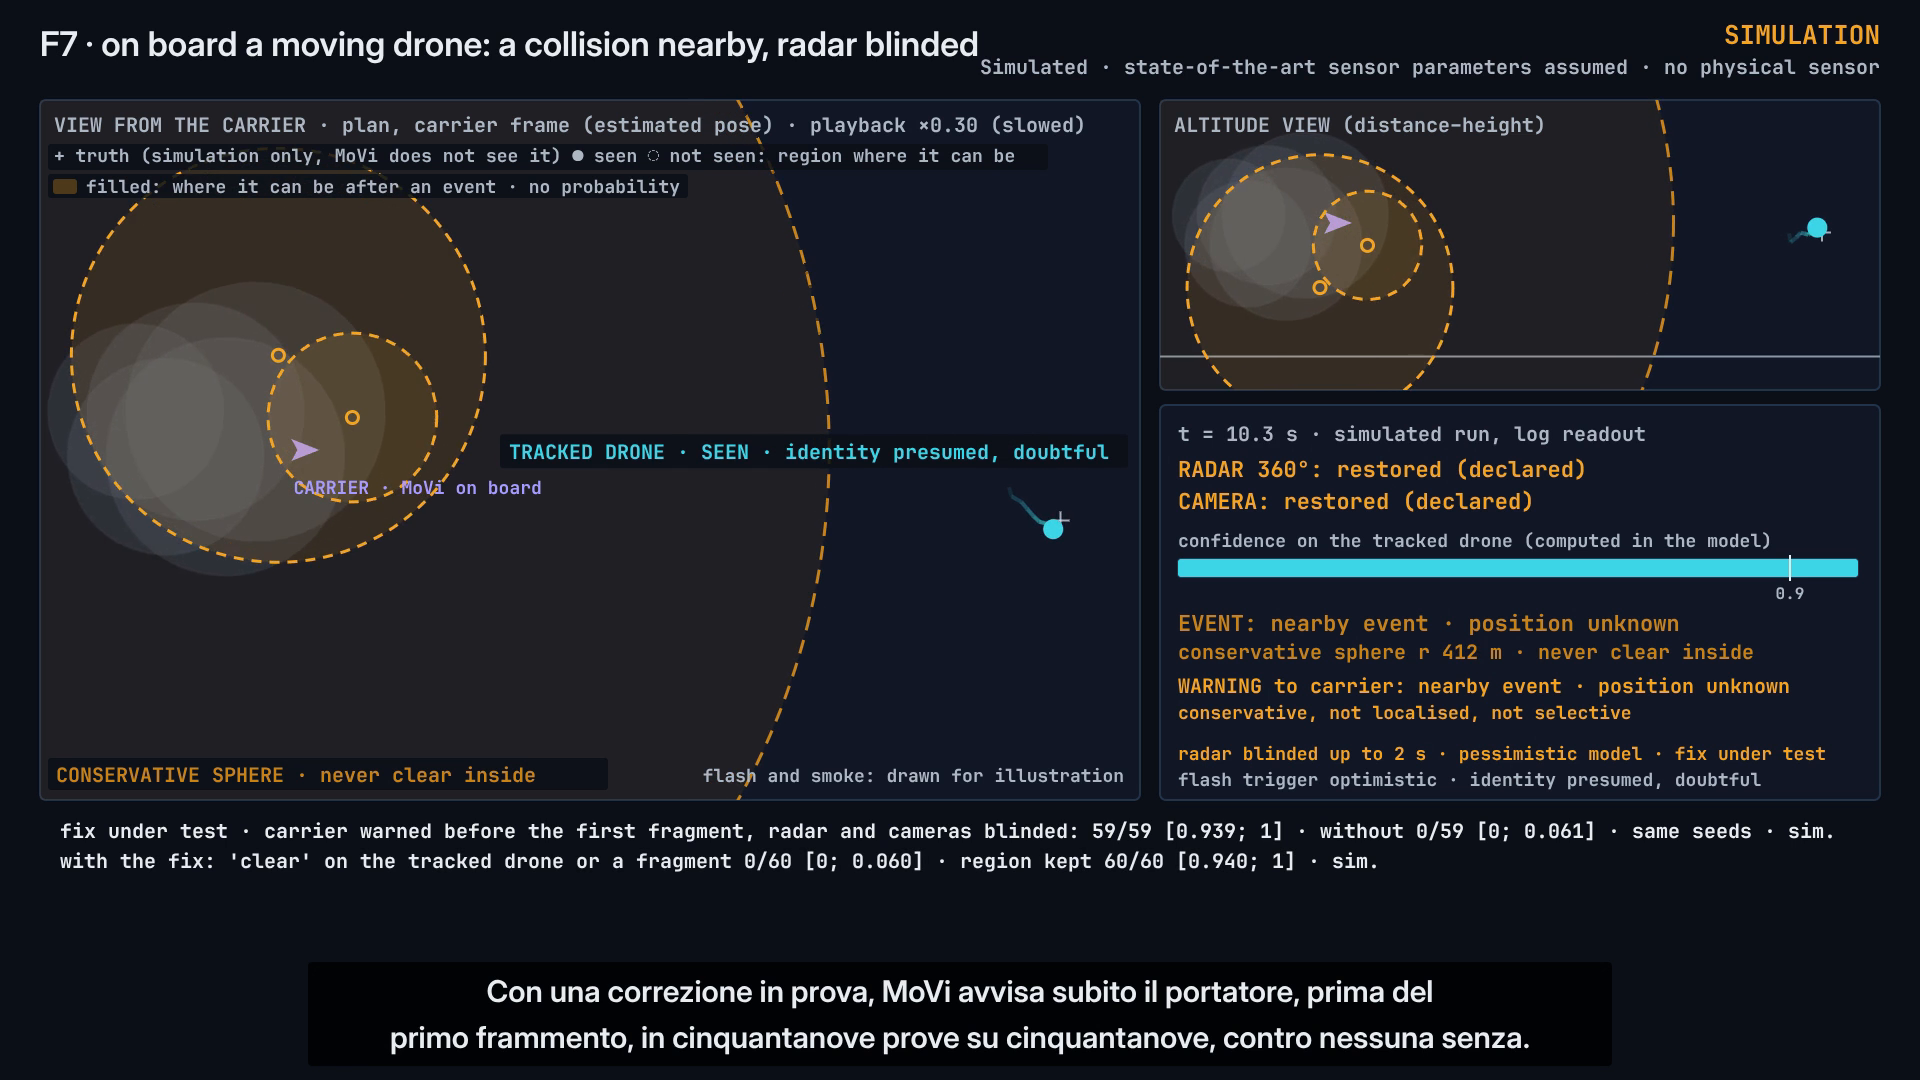 F7 · on board a moving drone: a collision nearby, radar blinded
SIMULATION
Simulated · state-of-the-art sensor parameters assumed · no physical sensor
VIEW FROM THE CARRIER · plan, carrier frame (estimated pose) · playback ×0.30 (slowed)
+ truth (simulation only, MoVi does not see it) ● seen ◌ not seen: region where it can be
filled: where it can be after an event · no probability
TRACKED DRONE · SEEN · identity presumed, doubtful
CARRIER · MoVi on board
CONSERVATIVE SPHERE · never clear inside
flash and smoke: drawn for illustration
ALTITUDE VIEW (distance-height)
t = 10.3 s · simulated run, log readout
RADAR 360°: restored (declared)
CAMERA: restored (declared)
confidence on the tracked drone (computed in the model)
0.9
EVENT: nearby event · position unknown
conservative sphere r 412 m · never clear inside
WARNING to carrier: nearby event · position unknown
conservative, not localised, not selective
radar blinded up to 2 s · pessimistic model · fix under test
flash trigger optimistic · identity presumed, doubtful
fix under test · carrier warned before the first fragment, radar and cameras blinded: 59/59 [0.939; 1] · without 0/59 [0; 0.061] · same seeds · sim.
with the fix: 'clear' on the tracked drone or a fragment 0/60 [0; 0.060] · region kept 60/60 [0.940; 1] · sim.
Con una correzione in prova, MoVi avvisa subito il portatore, prima del
primo frammento, in cinquantanove prove su cinquantanove, contro nessuna senza.